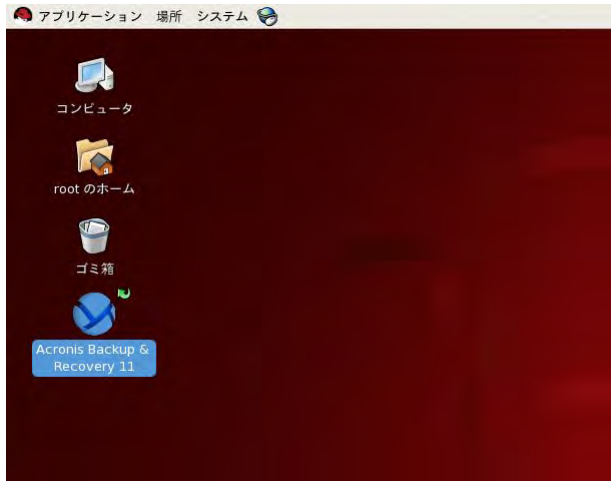 アプリケーション 場所 システム
コンピュータ
root のホーム
ゴミ箱
Acronis Backup &
Recovery 11